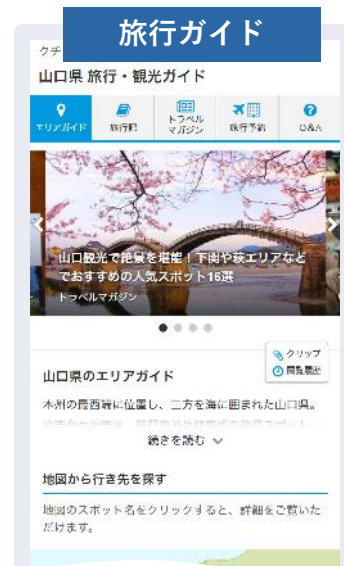 旅行ガイド
クチ
山口県 旅行・観光ガイド
エリアガイド
旅行記
トラベル
マガジン
旅行予約
Q&A
山口観光で絶景を堪能！下関や萩エリアなど
でおすすめの人気スポット16選
トラベルマガジン
クリップ
閲覧履歴
山口県のエリアガイド
本州の最西端に位置し、三方を海に囲まれた山口県。
続きを読む
地図から行き先を探す
地図のスポット名をクリックすると、詳細をご覧いた
だけます。